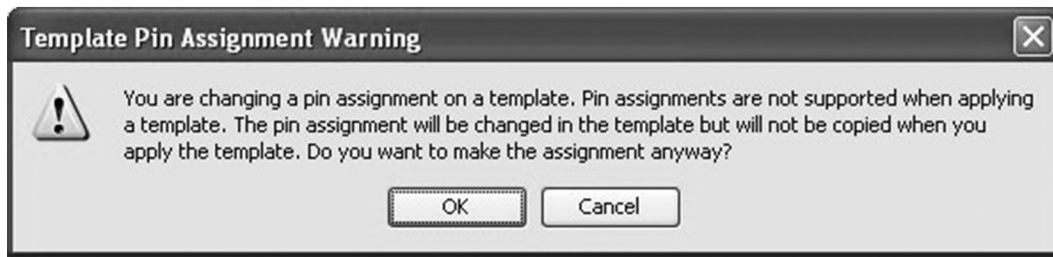 Template Pin Assignment Warning
You are changing a pin assignment on a template. Pin assignments are not supported when applying
a template. The pin assignment will be changed in the template but will not be copied when you
apply the template. Do you want to make the assignment anyway?
OK Cancel